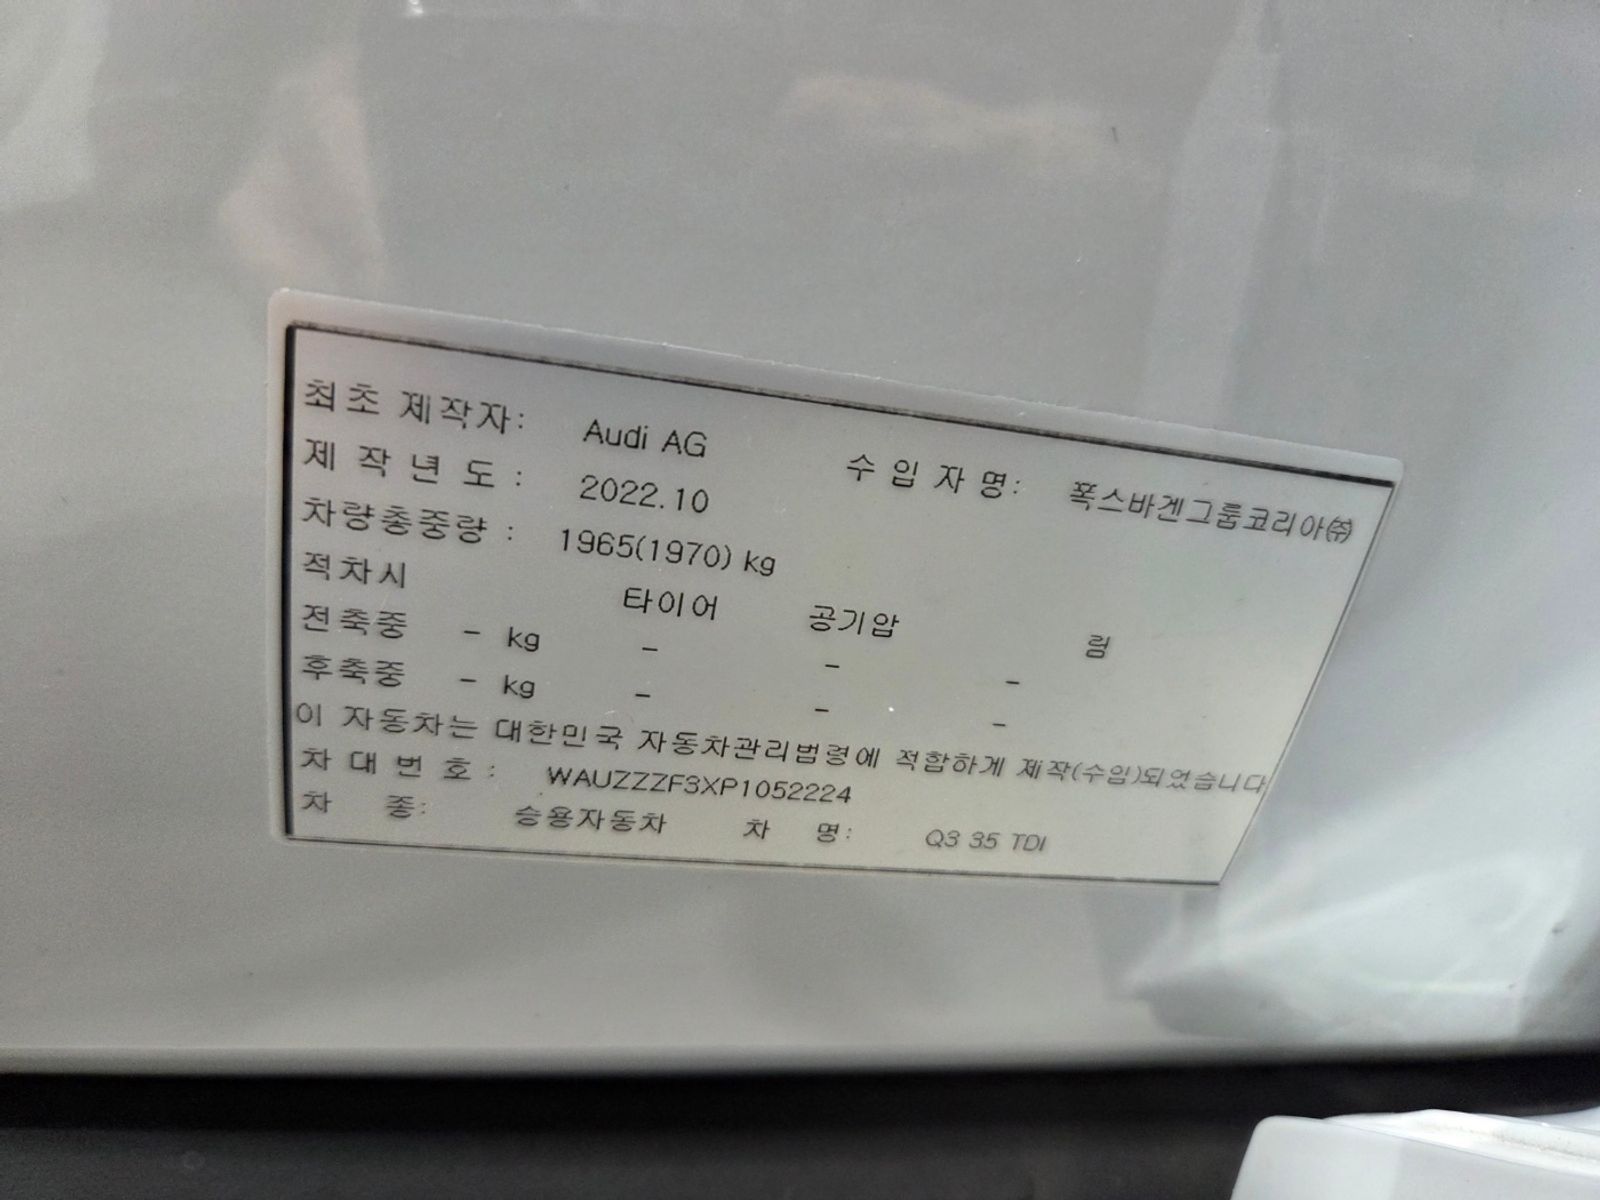 최초 제작자: Audi AG 수입자명: 폭스바겐그룹코리아㈜
제작년도: 2022.10
차량총중량: 1965(1970) kg
적차시 타이어 공기압 림
전축중 - kg - - -
후축중 - kg - - -
이 자동차는 대한민국 자동차관리법령에 적합하게 제작(수입)되었습니다
차대번호: WAUZZZF3XP1052224
차 종: 승용자동차 차 명: Q3 35 TDI